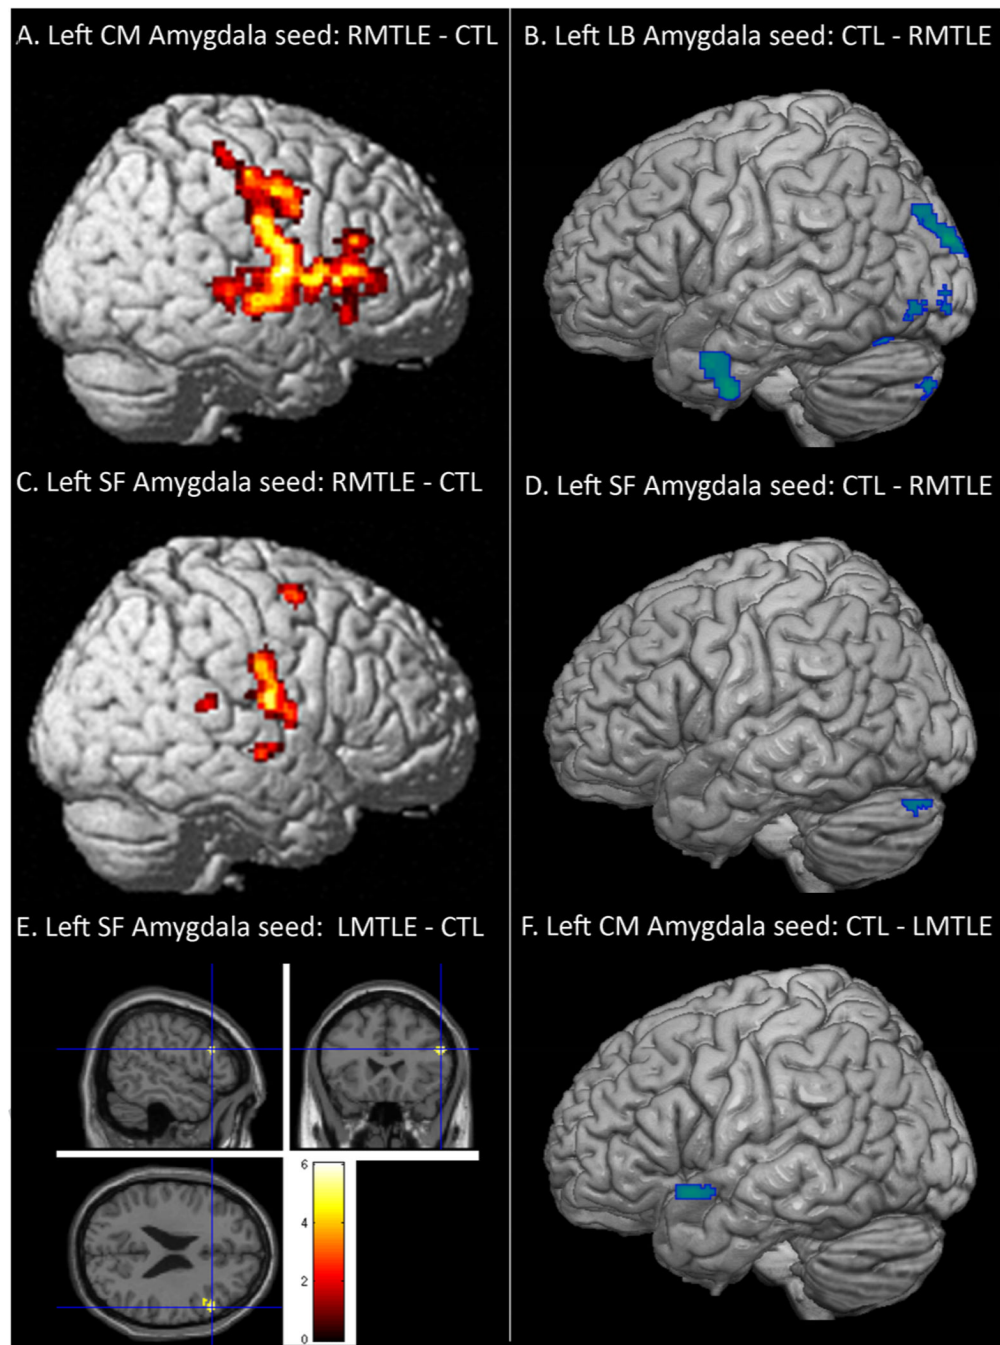 A. Left CM Amygdala seed: RMTLE - CTL
B. Left LB Amygdala seed: CTL - RMTLE
C. Left SF Amygdala seed: RMTLE - CTL
D. Left SF Amygdala seed: CTL - RMTLE
E. Left SF Amygdala seed: LMTLE - CTL
F. Left CM Amygdala seed: CTL - LMTLE
6
4
2
0